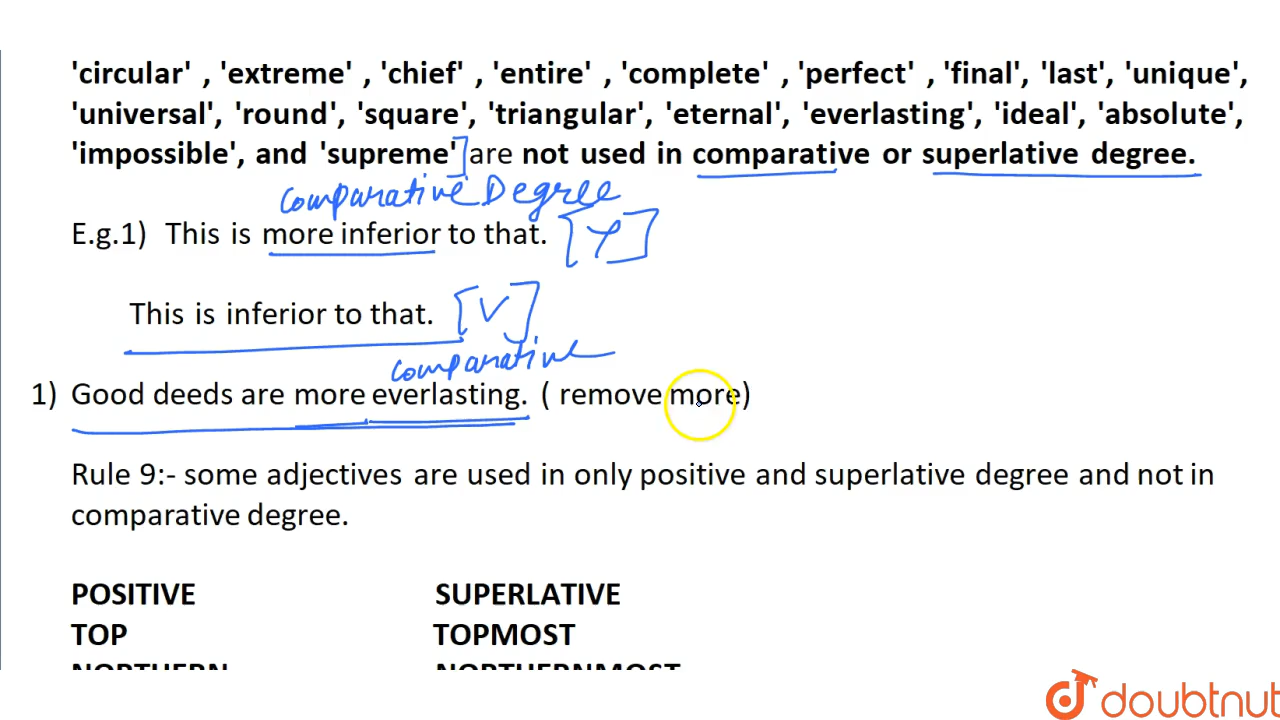 'circular' , 'extreme' , 'chief' , 'entire' , 'complete' , 'perfect' , 'final', 'last', 'unique',
'universal', 'round', 'square', 'triangular', 'eternal', 'everlasting', 'ideal', 'absolute',
'impossible', and 'supreme'] are not used in comparative or superlative degree.
Comparative Degree
E.g.1) This is more inferior to that.
This is inferior to that. [✓]
comparative
1) Good deeds are more everlasting. ( remove more)
Rule 9:- some adjectives are used in only positive and superlative degree and not in
comparative degree.
POSITIVE SUPERLATIVE
TOP TOPMOST
NORTHERN NORTHERNMOST
doubtnut